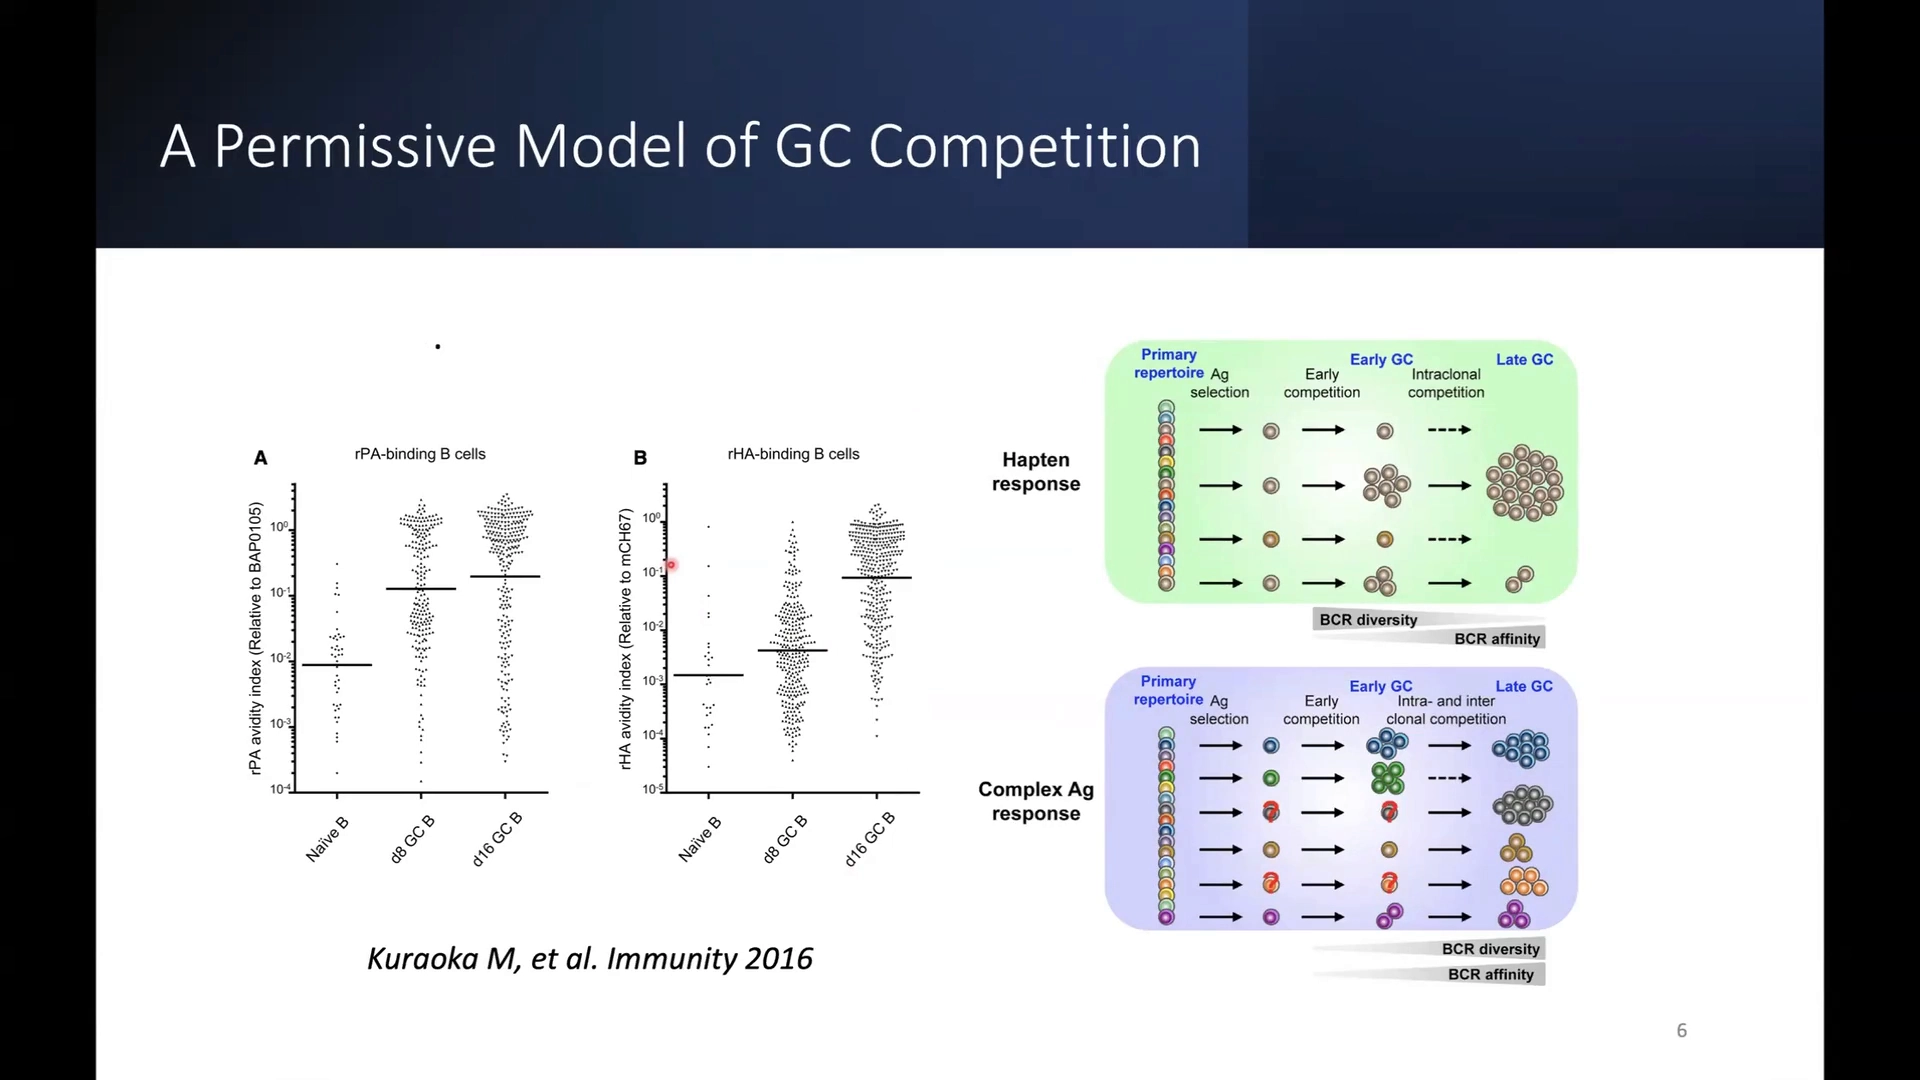 A Permissive Model of GC Competition
A
rPA-binding B cells
rPA avidity index (Relative to BAP0105)
10⁰
10⁻¹
10⁻²
10⁻³
10⁻⁴
Naïve B
d8 GC B
d16 GC B
B
rHA-binding B cells
rHA avidity index (Relative to mCH67)
10⁰
10⁻¹
10⁻²
10⁻³
10⁻⁴
10⁻⁵
Naïve B
d8 GC B
d16 GC B
Kuraoka M, et al. Immunity 2016
Hapten
response
Primary
repertoire
Ag
selection
Early
competition
Early GC
Intraclonal
competition
Late GC
BCR diversity
BCR affinity
Complex Ag
response
Primary
repertoire
Ag
selection
Early
competition
Early GC
Intra- and inter
clonal competition
Late GC
? ?
? ?
BCR diversity
BCR affinity
6